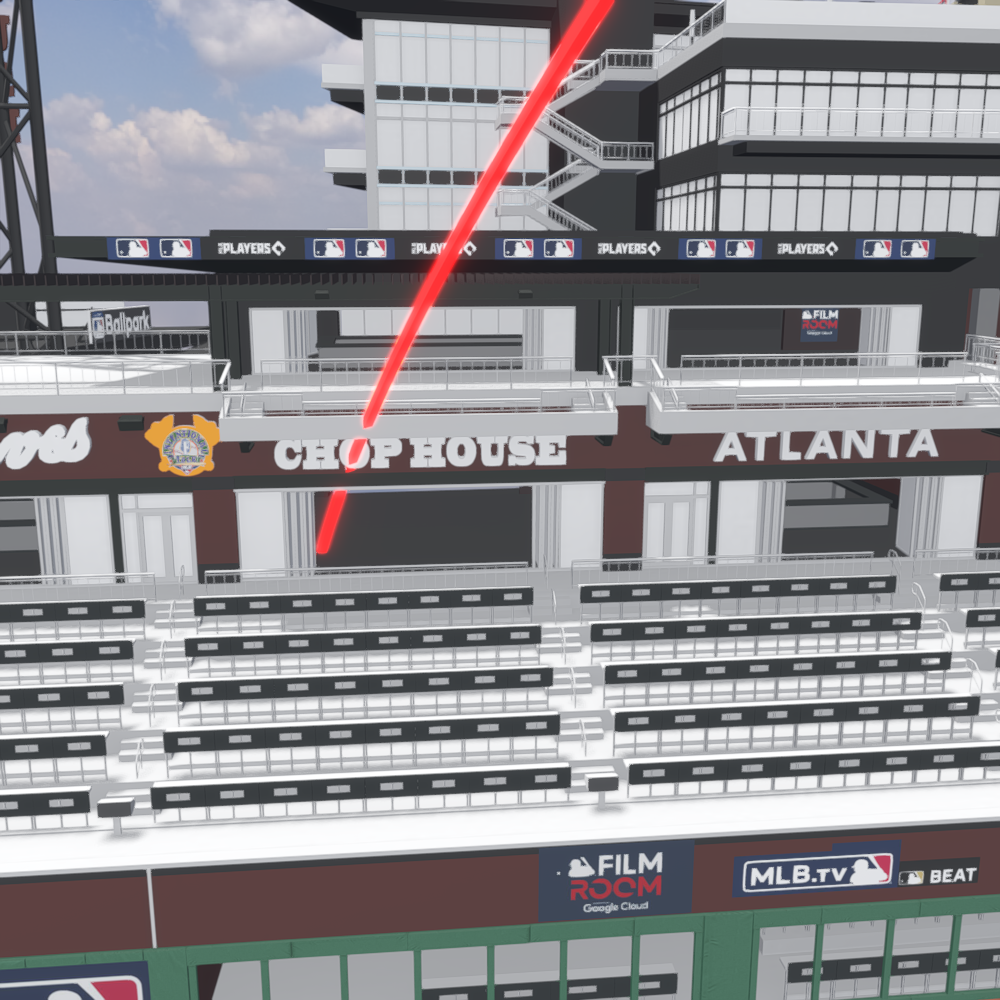 PLAYERS
PLAYERS
PLAYERS
PLAYERS
Ballpark
FILM
ROOM
CHOP HOUSE
ATLANTA
FILM
ROOM
Google Cloud
MLB.TV
BEAT